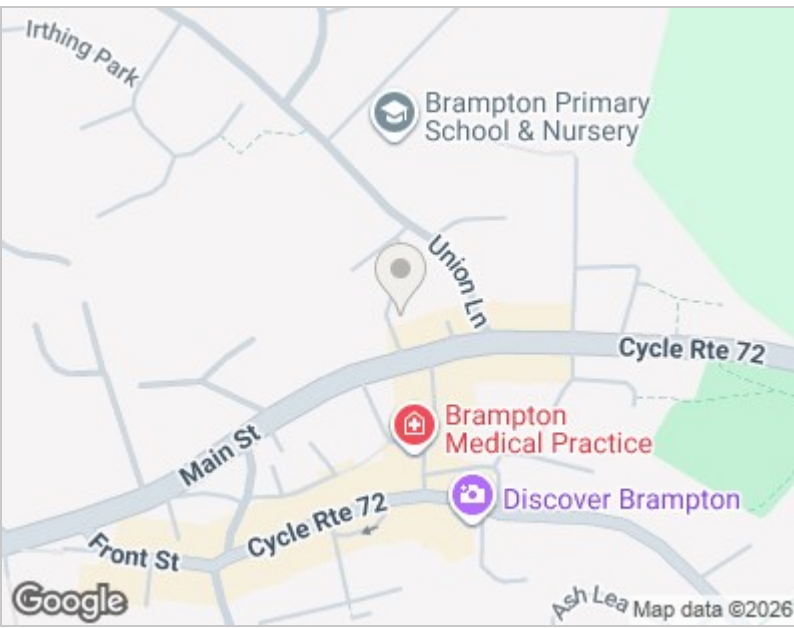 Irthing Park
Brampton Primary
School & Nursery
Union Ln
Cycle Rte 72
Main St
Brampton
Medical Practice
Cycle Rte 72
Discover Brampton
Front St
Ash Lea
Google
Map data ©2026